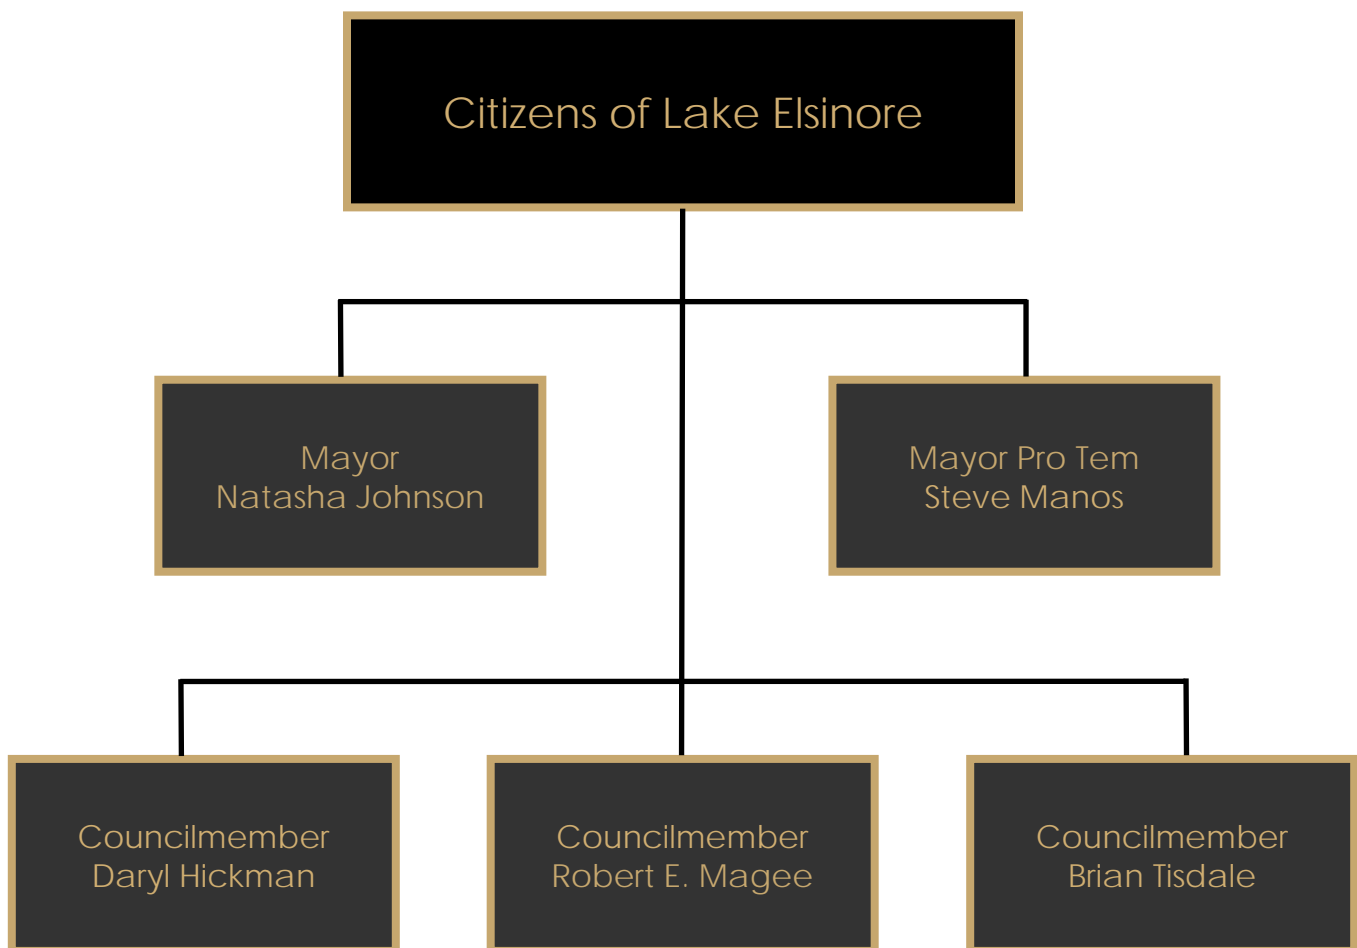 Citizens of Lake Elsinore
Mayor
Natasha Johnson
Mayor Pro Tem
Steve Manos
Councilmember
Daryl Hickman
Councilmember
Robert E. Magee
Councilmember
Brian Tisdale